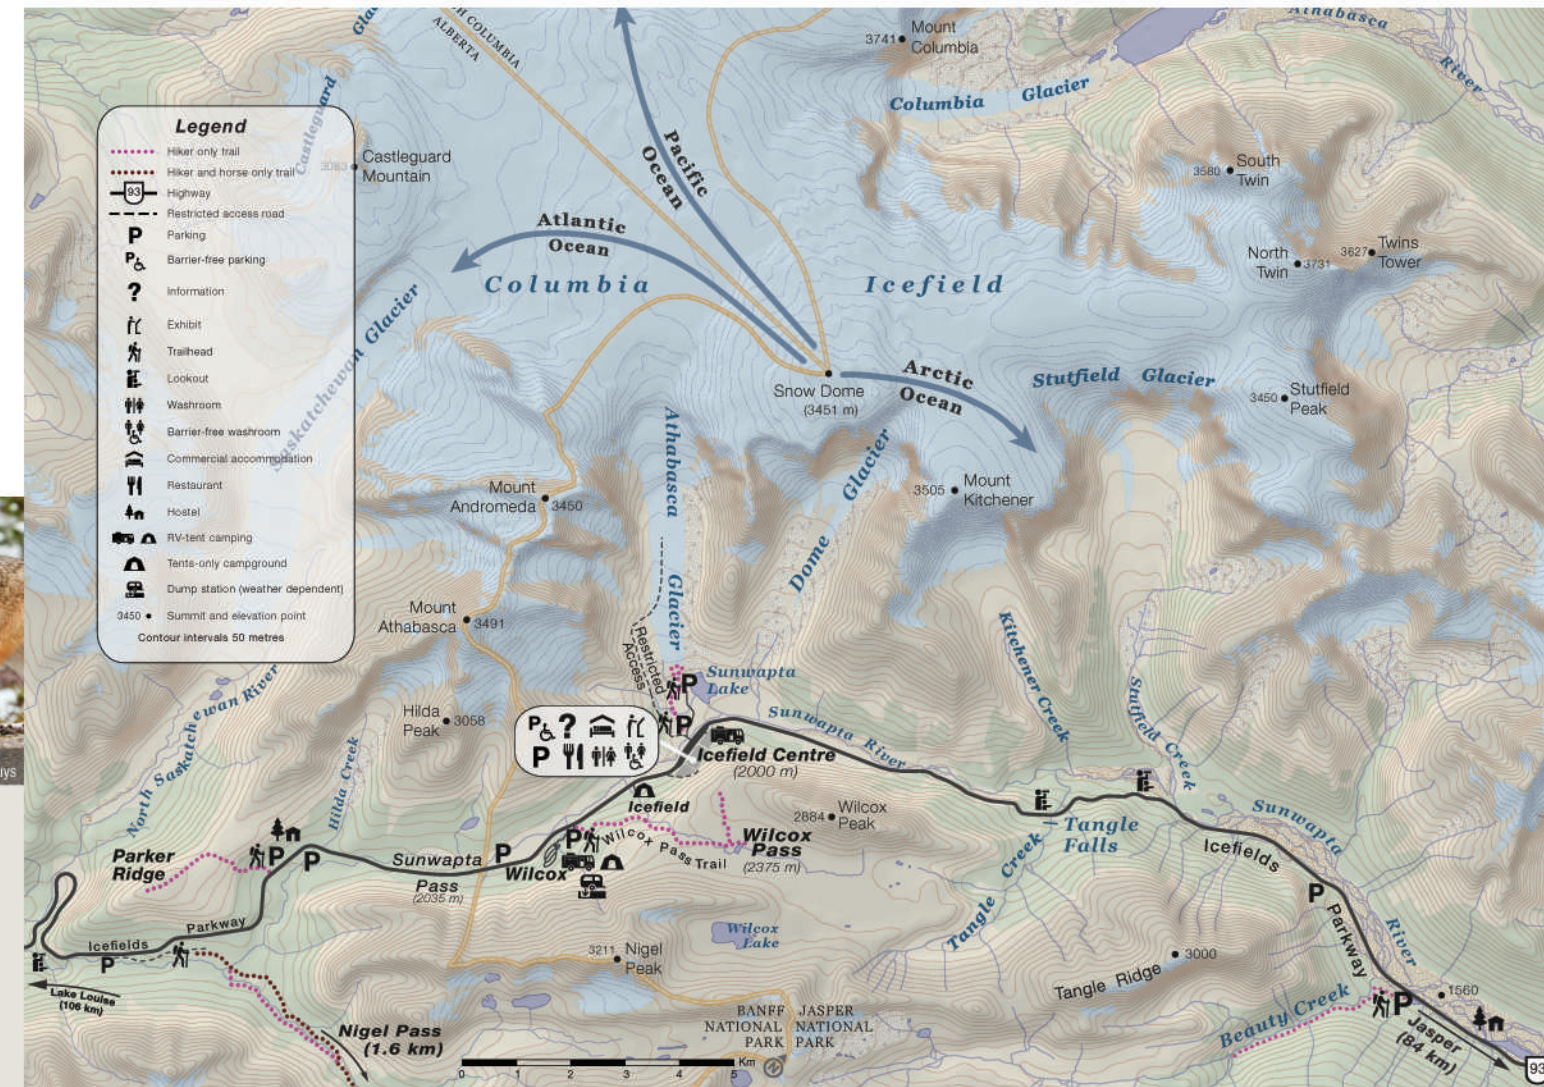 Legend
Hiker only trail
Hiker and horse only trail
93
Highway
Restricted access road
P
Parking
P
Barrier-free parking
?
Information
Exhibit
Trailhead
Lookout
Washroom
Barrier-free washroom
Commercial accommodation
Restaurant
Hostel
RV-tent camping
Tents-only campground
Dump station (weather dependent)
3450
Summit and elevation point
Contour intervals 50 metres
COLUMBIA
ALBERTA
Castleguard
3083
Castleguard
Mountain
Saskatchewan Glacier
Pacific
Ocean
Atlantic
Ocean
Arctic
Ocean
Columbia Icefield
3741
Mount
Columbia
Columbia Glacier
Athabasca
River
3580
South
Twin
North
Twin
3731
3627
Twins
Tower
Snow Dome
(3451 m)
Stutfield Glacier
3450
Stutfield
Peak
Mount
Andromeda
3450
Athabasca
Glacier
Dome Glacier
3505
Mount
Kitchener
Mount
Athabasca
3491
Restricted
Access
Hilda
Peak
3058
Sunwapta
Lake
P
P
P
?
P
Sunwapta River
Icefield Centre
(2000 m)
Icefield
Kitchener Creek
Stutfield Creek
North Saskatchewan River
Hilda Creek
Parker
Ridge
P
P
Sunwapta
Pass
(2035 m)
P
P
Wilcox
Wilcox Pass Trail
Wilcox
Pass
(2375 m)
2884
Wilcox
Peak
Tangle
Falls
Tangle Creek
Sunwapta
River
Icefields
Parkway
P
Icefields
Parkway
P
Lake Louise
(106 km)
Nigel Pass
(1.6 km)
3211
Nigel
Peak
Wilcox
Lake
BANFF
NATIONAL
PARK
JASPER
NATIONAL
PARK
Tangle Ridge
3000
Beauty Creek
P
1560
Jasper
(84 km)
93
0 1 2 3 4 5
Km
N